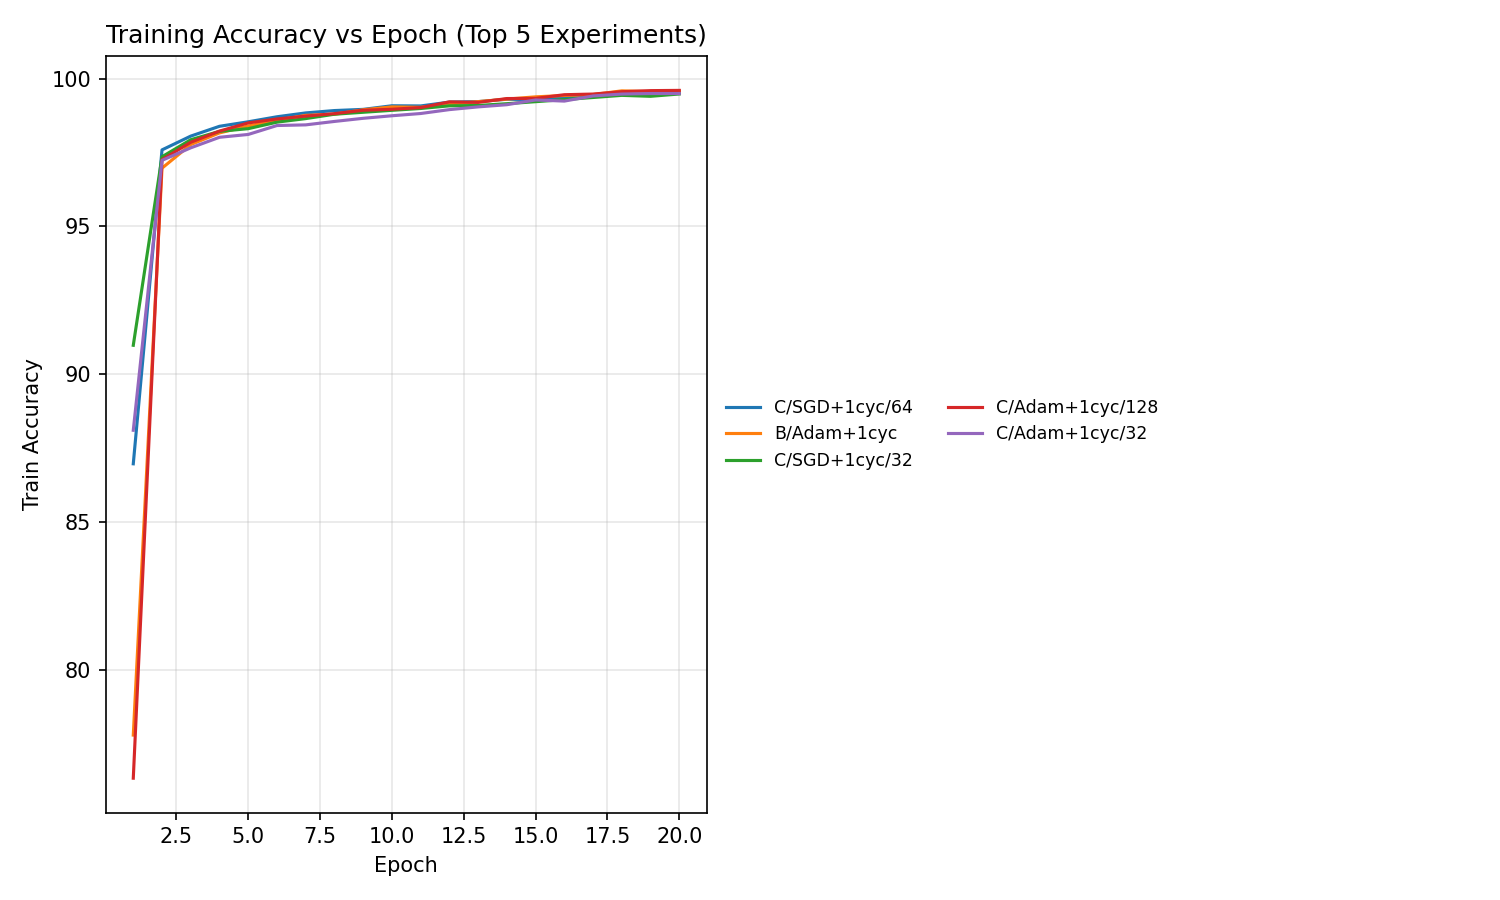 Training Accuracy vs Epoch (Top 5 Experiments)
100
95
90
85
80
Train Accuracy
2.5 5.0 7.5 10.0 12.5 15.0 17.5 20.0
Epoch
C/SGD+1cyc/64
B/Adam+1cyc
C/SGD+1cyc/32
C/Adam+1cyc/128
C/Adam+1cyc/32